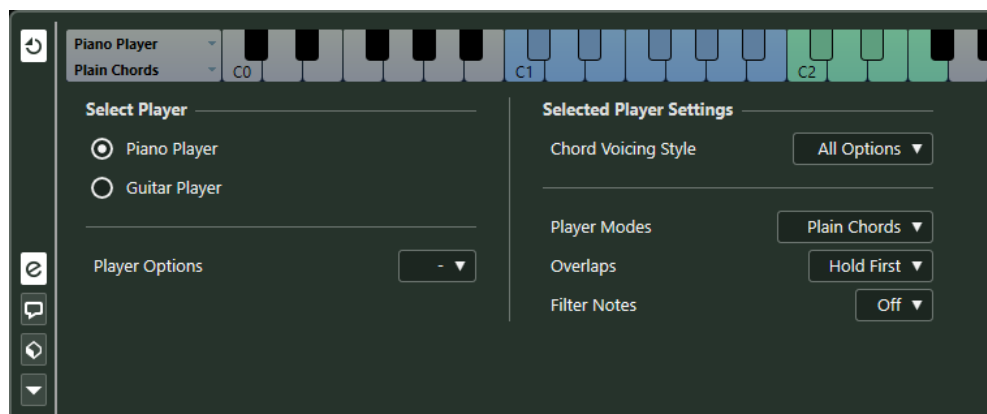 Piano Player
Plain Chords
C0
C1
C2
Select Player
Piano Player
Guitar Player
Player Options
-
Selected Player Settings
Chord Voicing Style
All Options
Player Modes
Plain Chords
Overlaps
Hold First
Filter Notes
Off